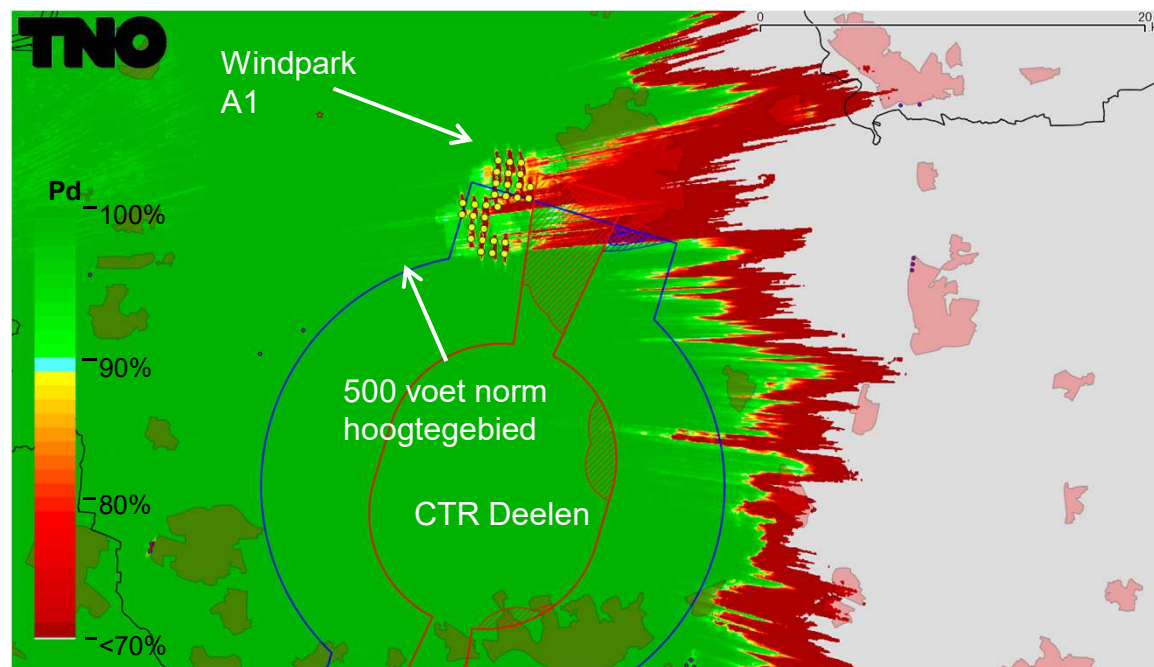 TNO
0
20
Windpark
A1
Pd
100%
90%
80%
<70%
500 voet norm
hoogtegebied
CTR Deelen